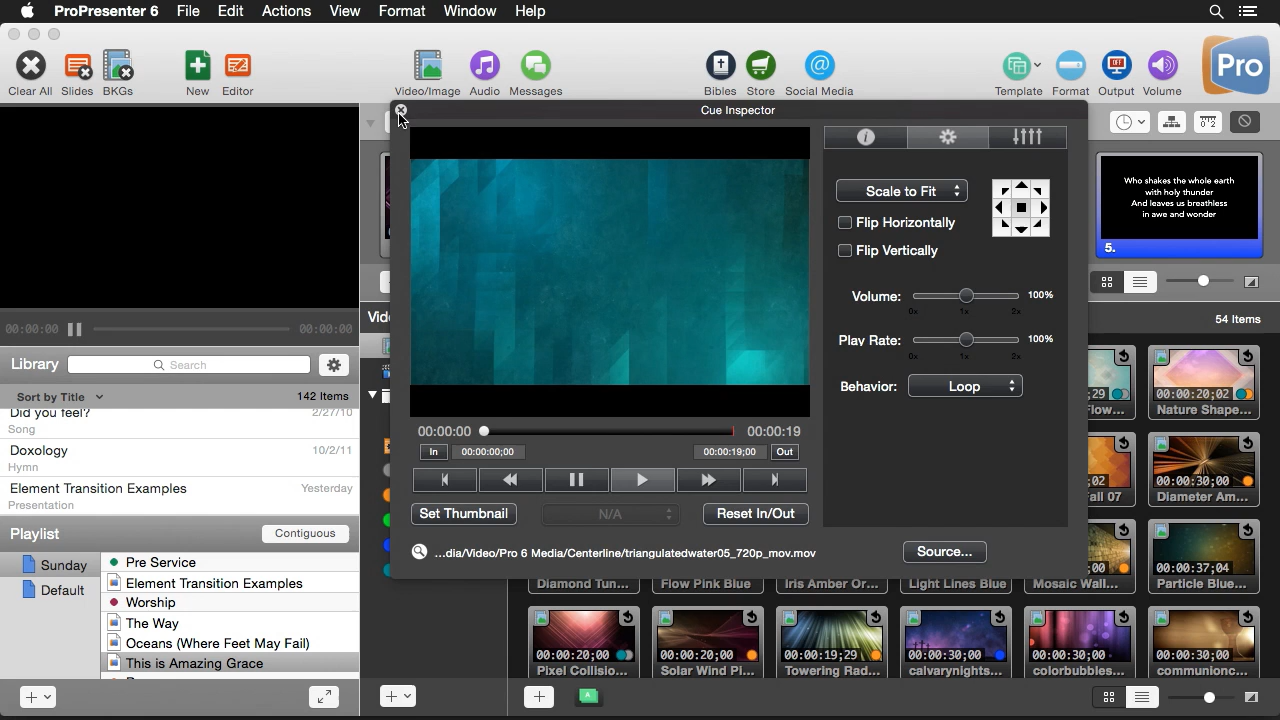 ProPresenter 6 File Edit Actions View Format Window Help
Clear All Slides BKGs New Editor Video/Image Audio Messages Bibles Store Social Media Template Format Output Volume
Pro
Cue Inspector
Scale to Fit
Flip Horizontally
Flip Vertically
Volume: 100%
0x 1x 2x
Play Rate: 100%
0x 1x 2x
Behavior: Loop
00:00:00 00:00:19
In 00:00:00;00 00:00:19;00 Out
Set Thumbnail N/A Reset In/Out
...dia/Video/Pro 6 Media/Centerline/triangulatedwater05_720p_mov.mov Source...
Who shakes the whole earth
with holy thunder
And leaves us breathless
in awe and wonder
5.
00:00:00 00:00:00
Library Search
Sort by Title 142 Items
Did you feel? 2/27/10
Song
Doxology 10/2/11
Hymn
Element Transition Examples Yesterday
Presentation
Playlist Contiguous
Sunday
Default
Pre Service
Element Transition Examples
Worship
The Way
Oceans (Where Feet May Fail)
This is Amazing Grace
54 Items
;29 00:00:20;02
Flow... Nature Shape...
;02 00:00:30;00
all 07 Diameter Am...
00:00:37;04
Diamond Tun... Flow Pink Blue Iris Amber Or... Light Lines Blue Mosaic Wall... Particle Blue...
00:00:20;00 00:00:20;00 00:00:19;29 00:00:30;00 00:00:30;00 00:00:30;00
Pixel Collisio... Solar Wind Pi... Towering Rad... calvarynights... colorbubbles... communionc...